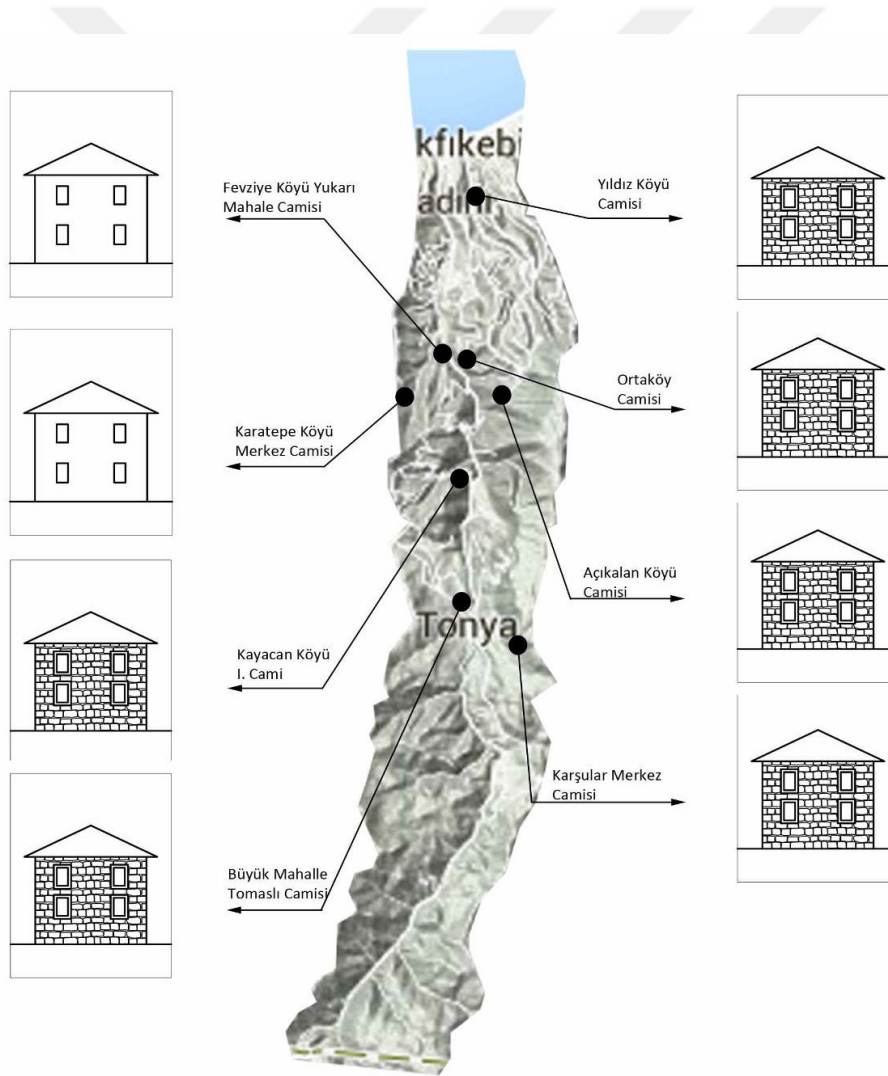 kfıkebi
adını
Fevziye Köyü Yukarı
Mahale Camisi
Yıldız Köyü
Camisi
Ortaköy
Camisi
Karatepe Köyü
Merkez Camisi
Açıkalan Köyü
Camisi
Tonya
Kayacan Köyü
I. Cami
Karşular Merkez
Camisi
Büyük Mahalle
Tomaslı Camisi